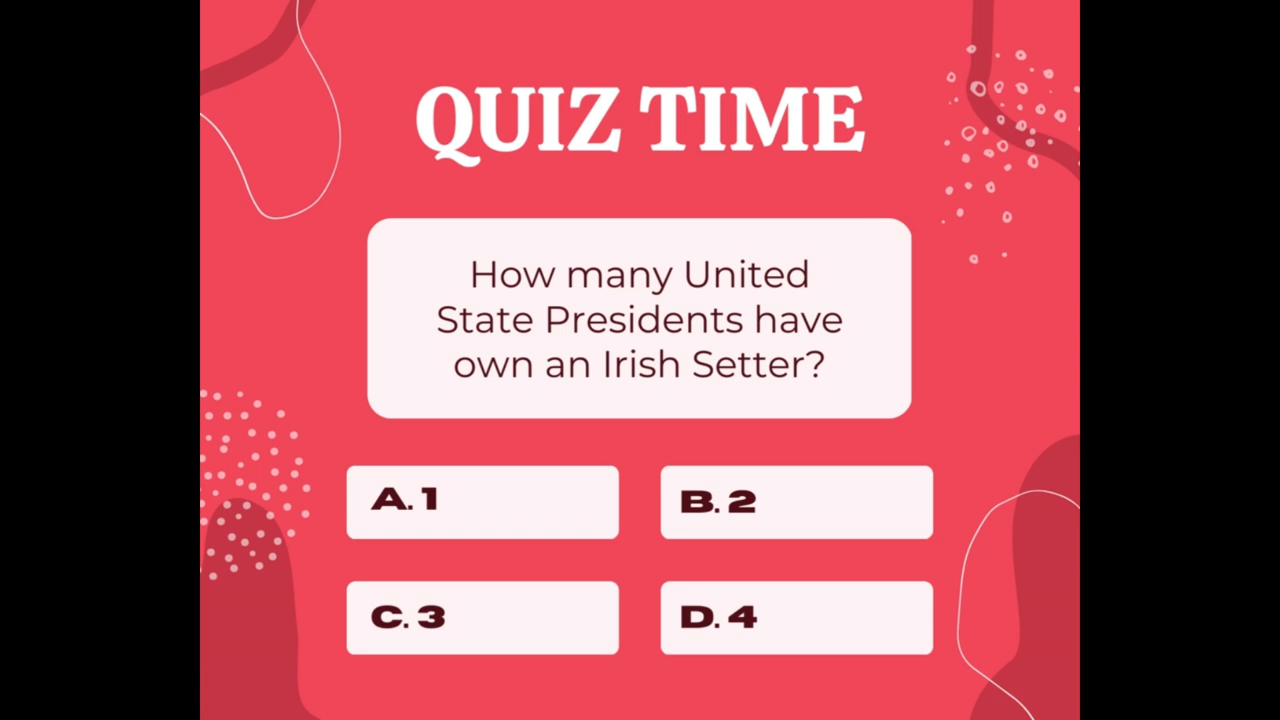 QUIZ TIME
How many United
State Presidents have
own an Irish Setter?
A. 1
B. 2
C. 3
D. 4